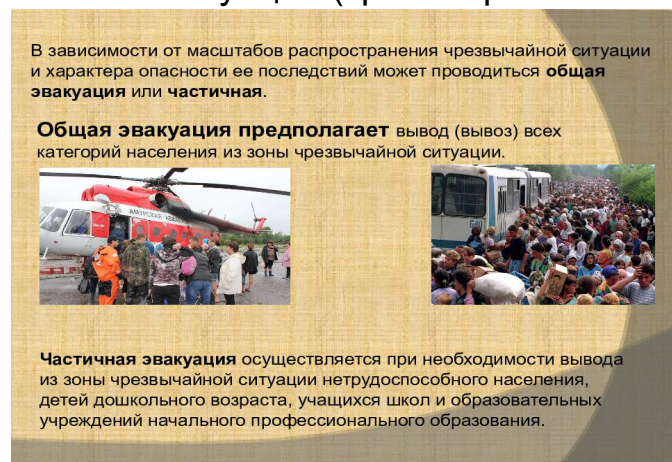 В зависимости от масштабов распространения чрезвычайной ситуации
и характера опасности ее последствий может проводиться общая
эвакуация или частичная.
Общая эвакуация предполагает вывод (вывоз) всех
категорий населения из зоны чрезвычайной ситуации.
АМУРСКАЯ
Частичная эвакуация осуществляется при необходимости вывода
из зоны чрезвычайной ситуации нетрудоспособного населения,
детей дошкольного возраста, учащихся школ и образовательных
учреждений начального профессионального образования.